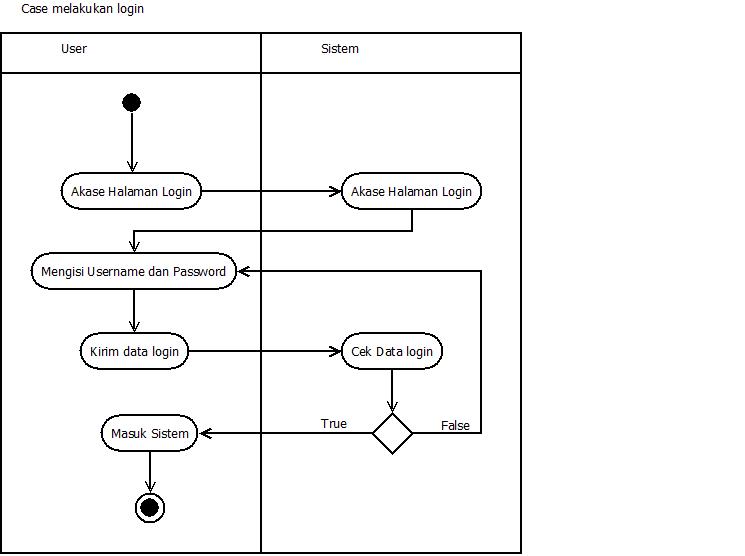 Case melakukan login
User
Sistem
Akase Halaman Login
Akase Halaman Login
Mengisi Username dan Password
Kirim data login
Cek Data login
True
False
Masuk Sistem